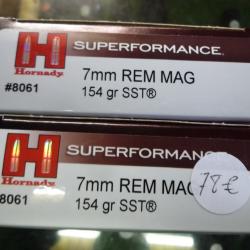 SUPERFORMANCE
Hornady
#8061
7mm REM MAG
154 gr SST®
SUPERFORMANCE
Hornady
8061
7mm REM MAG
78€
154 gr SST®